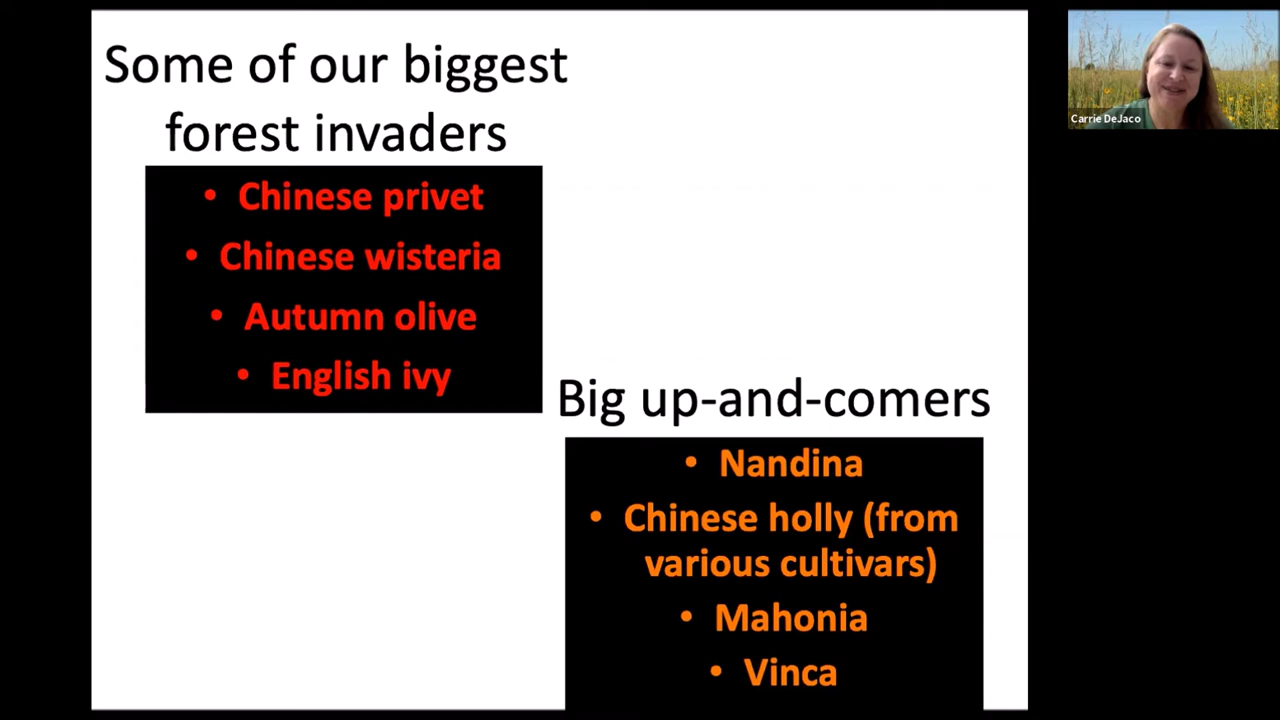 Some of our biggest
forest invaders
• Chinese privet
• Chinese wisteria
• Autumn olive
• English ivy
Big up-and-comers
• Nandina
• Chinese holly (from
various cultivars)
• Mahonia
• Vinca
Carrie DeJaco